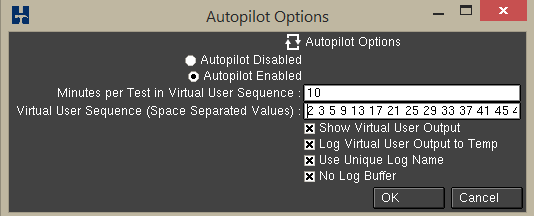 Autopilot Options
Autopilot Options
Autopilot Disabled
Autopilot Enabled
Minutes per Test in Virtual User Sequence : 10
Virtual User Sequence (Space Separated Values) : 2 3 5 9 13 17 21 25 29 33 37 41 45 4
Show Virtual User Output
Log Virtual User Output to Temp
Use Unique Log Name
No Log Buffer
OK Cancel